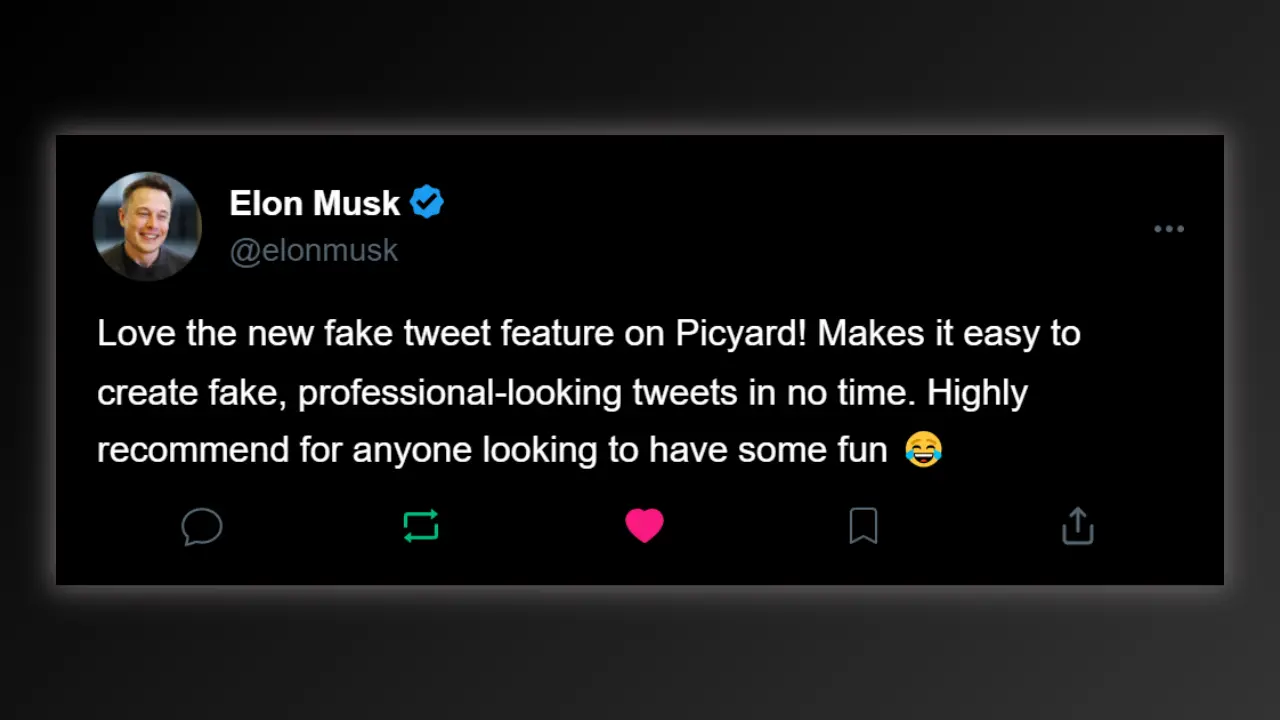 Elon Musk
@elonmusk
Love the new fake tweet feature on Picyard! Makes it easy to
create fake, professional-looking tweets in no time. Highly
recommend for anyone looking to have some fun 😂